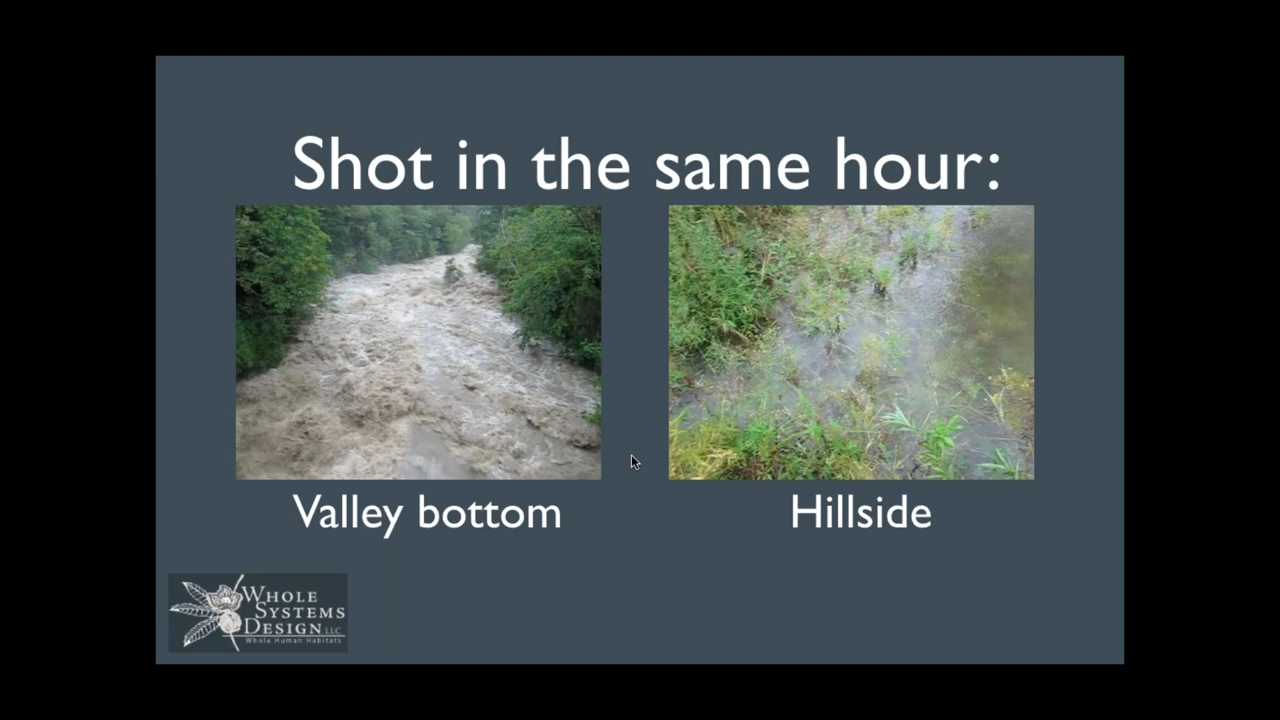 Shot in the same hour:
Valley bottom
Hillside
WHOLE
SYSTEMS
DESIGN LLC
Whole Human Habitats